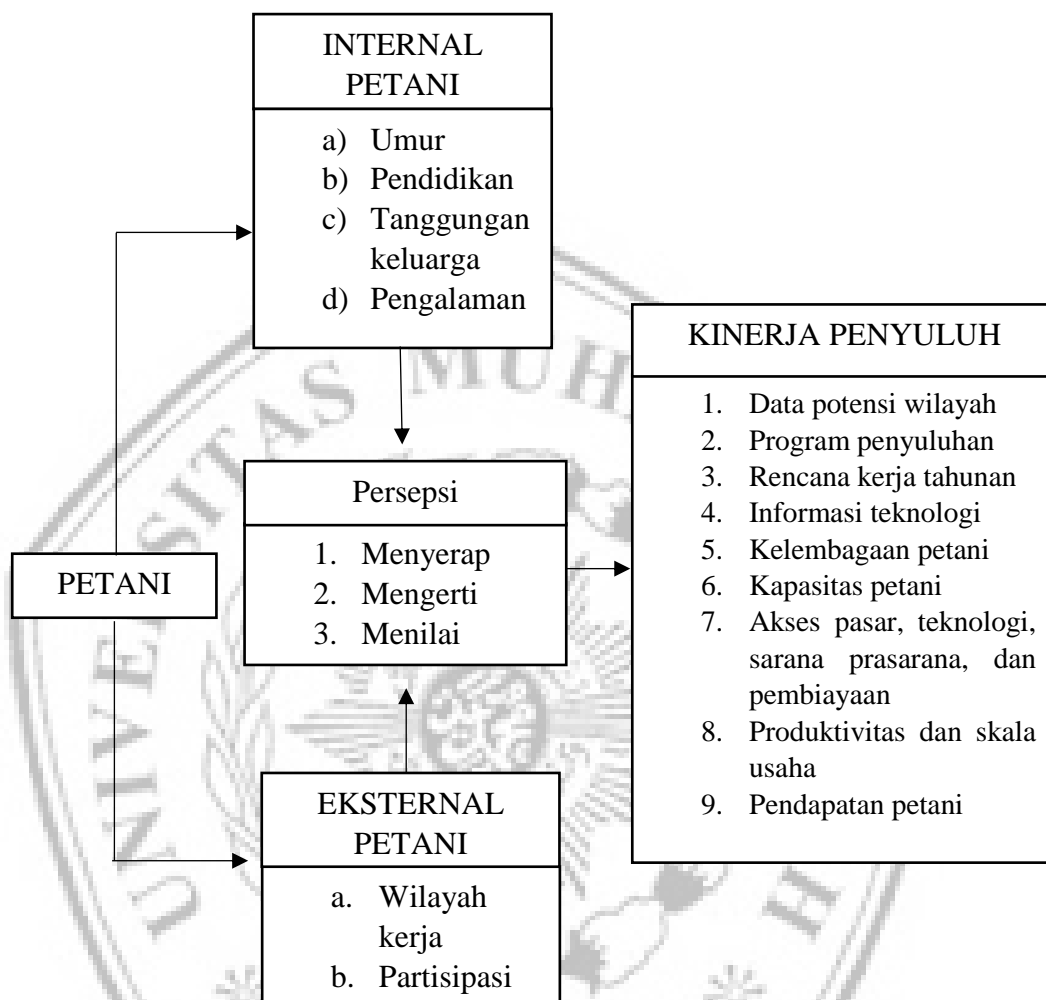 INTERNAL
PETANI
a) Umur
b) Pendidikan
c) Tanggungan
keluarga
d) Pengalaman
KINERJA PENYULUH
1. Data potensi wilayah
2. Program penyuluhan
3. Rencana kerja tahunan
4. Informasi teknologi
5. Kelembagaan petani
6. Kapasitas petani
7. Akses pasar, teknologi,
sarana prasarana, dan
pembiayaan
8. Produktivitas dan skala
usaha
9. Pendapatan petani
Persepsi
1. Menyerap
2. Mengerti
3. Menilai
PETANI
EKSTERNAL
PETANI
a. Wilayah
kerja
b. Partisipasi
UNIVERSITAS MUH
H